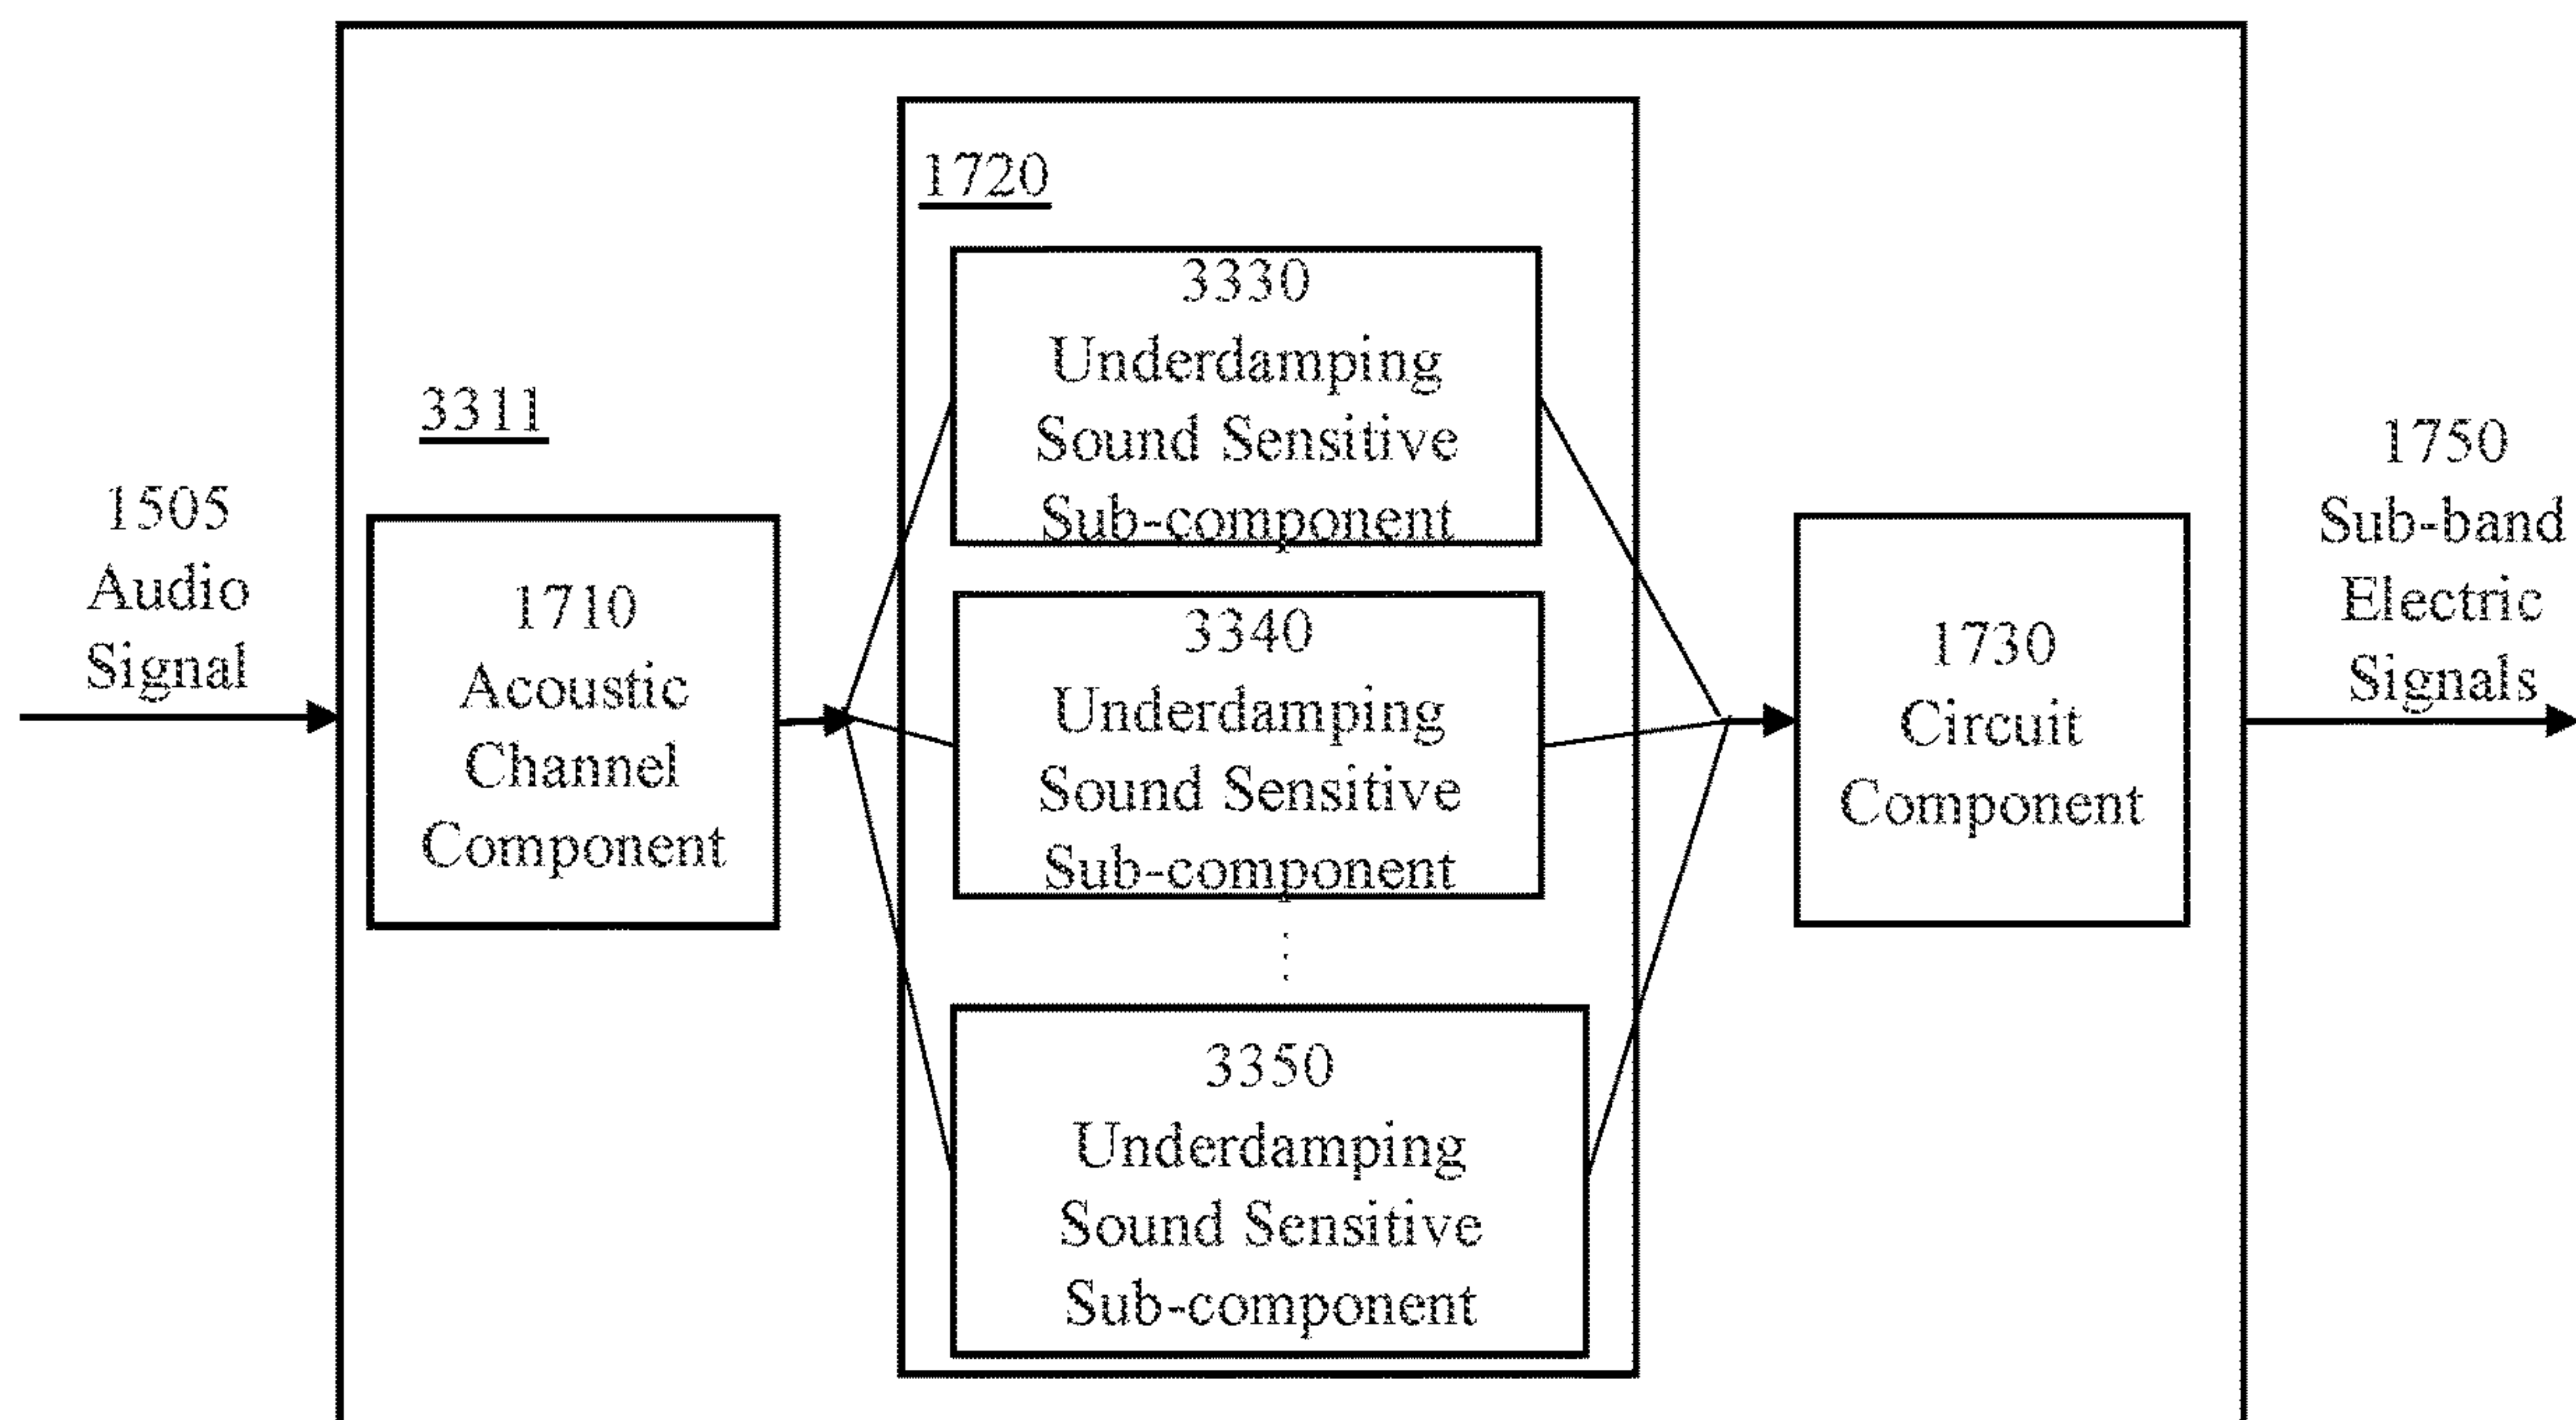 1505
Audio
Signal
3311
1710
Acoustic
Channel
Component
1720
3330
Underdamping
Sound Sensitive
Sub-component
3340
Underdamping
Sound Sensitive
Sub-component
⋮
3350
Underdamping
Sound Sensitive
Sub-component
1730
Circuit
Component
1750
Sub-band
Electric
Signals